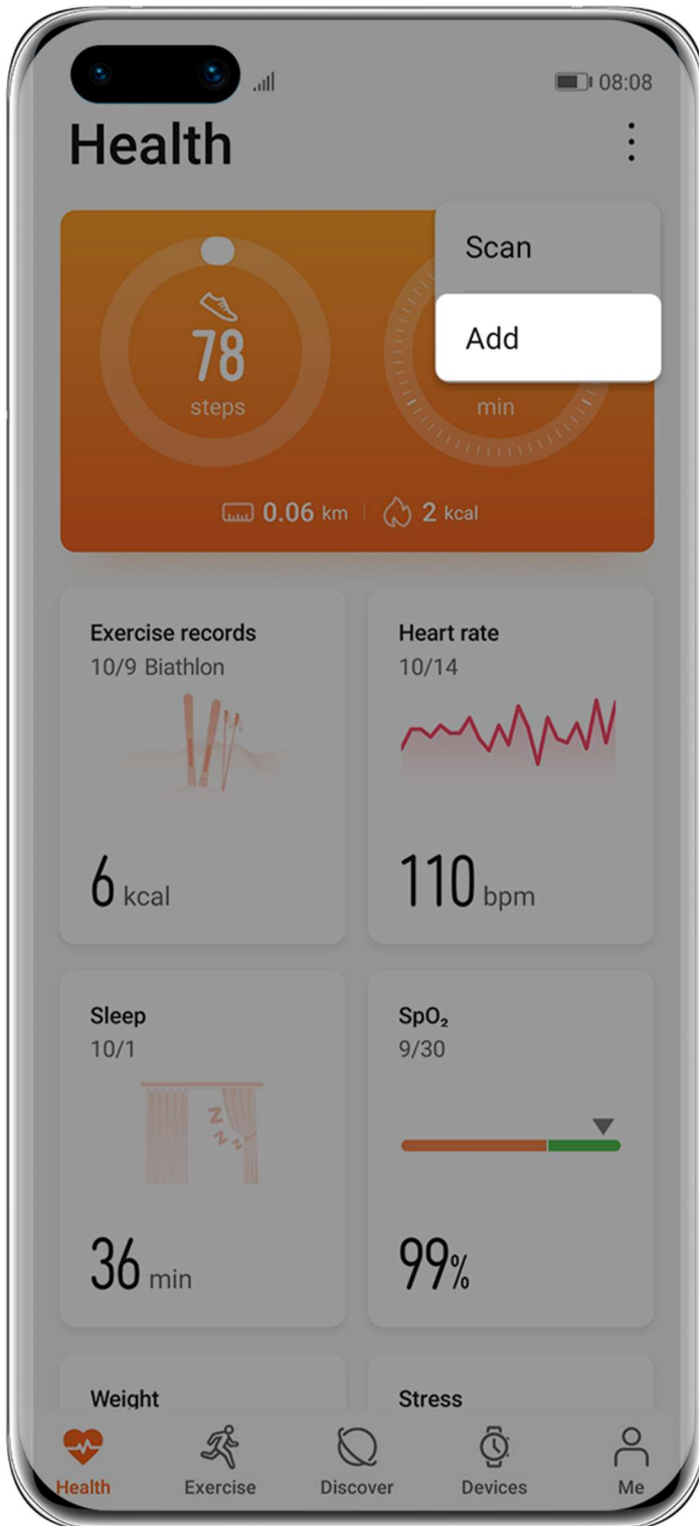 08:08
Health
Scan
Add
78
steps
min
0.06 km | 2 kcal
Exercise records
10/9 Biathlon
6 kcal
Heart rate
10/14
110 bpm
Sleep
10/1
z
z
z
36 min
SpO₂
9/30
99%
Weight
Stress
Health
Exercise
Discover
Devices
Me